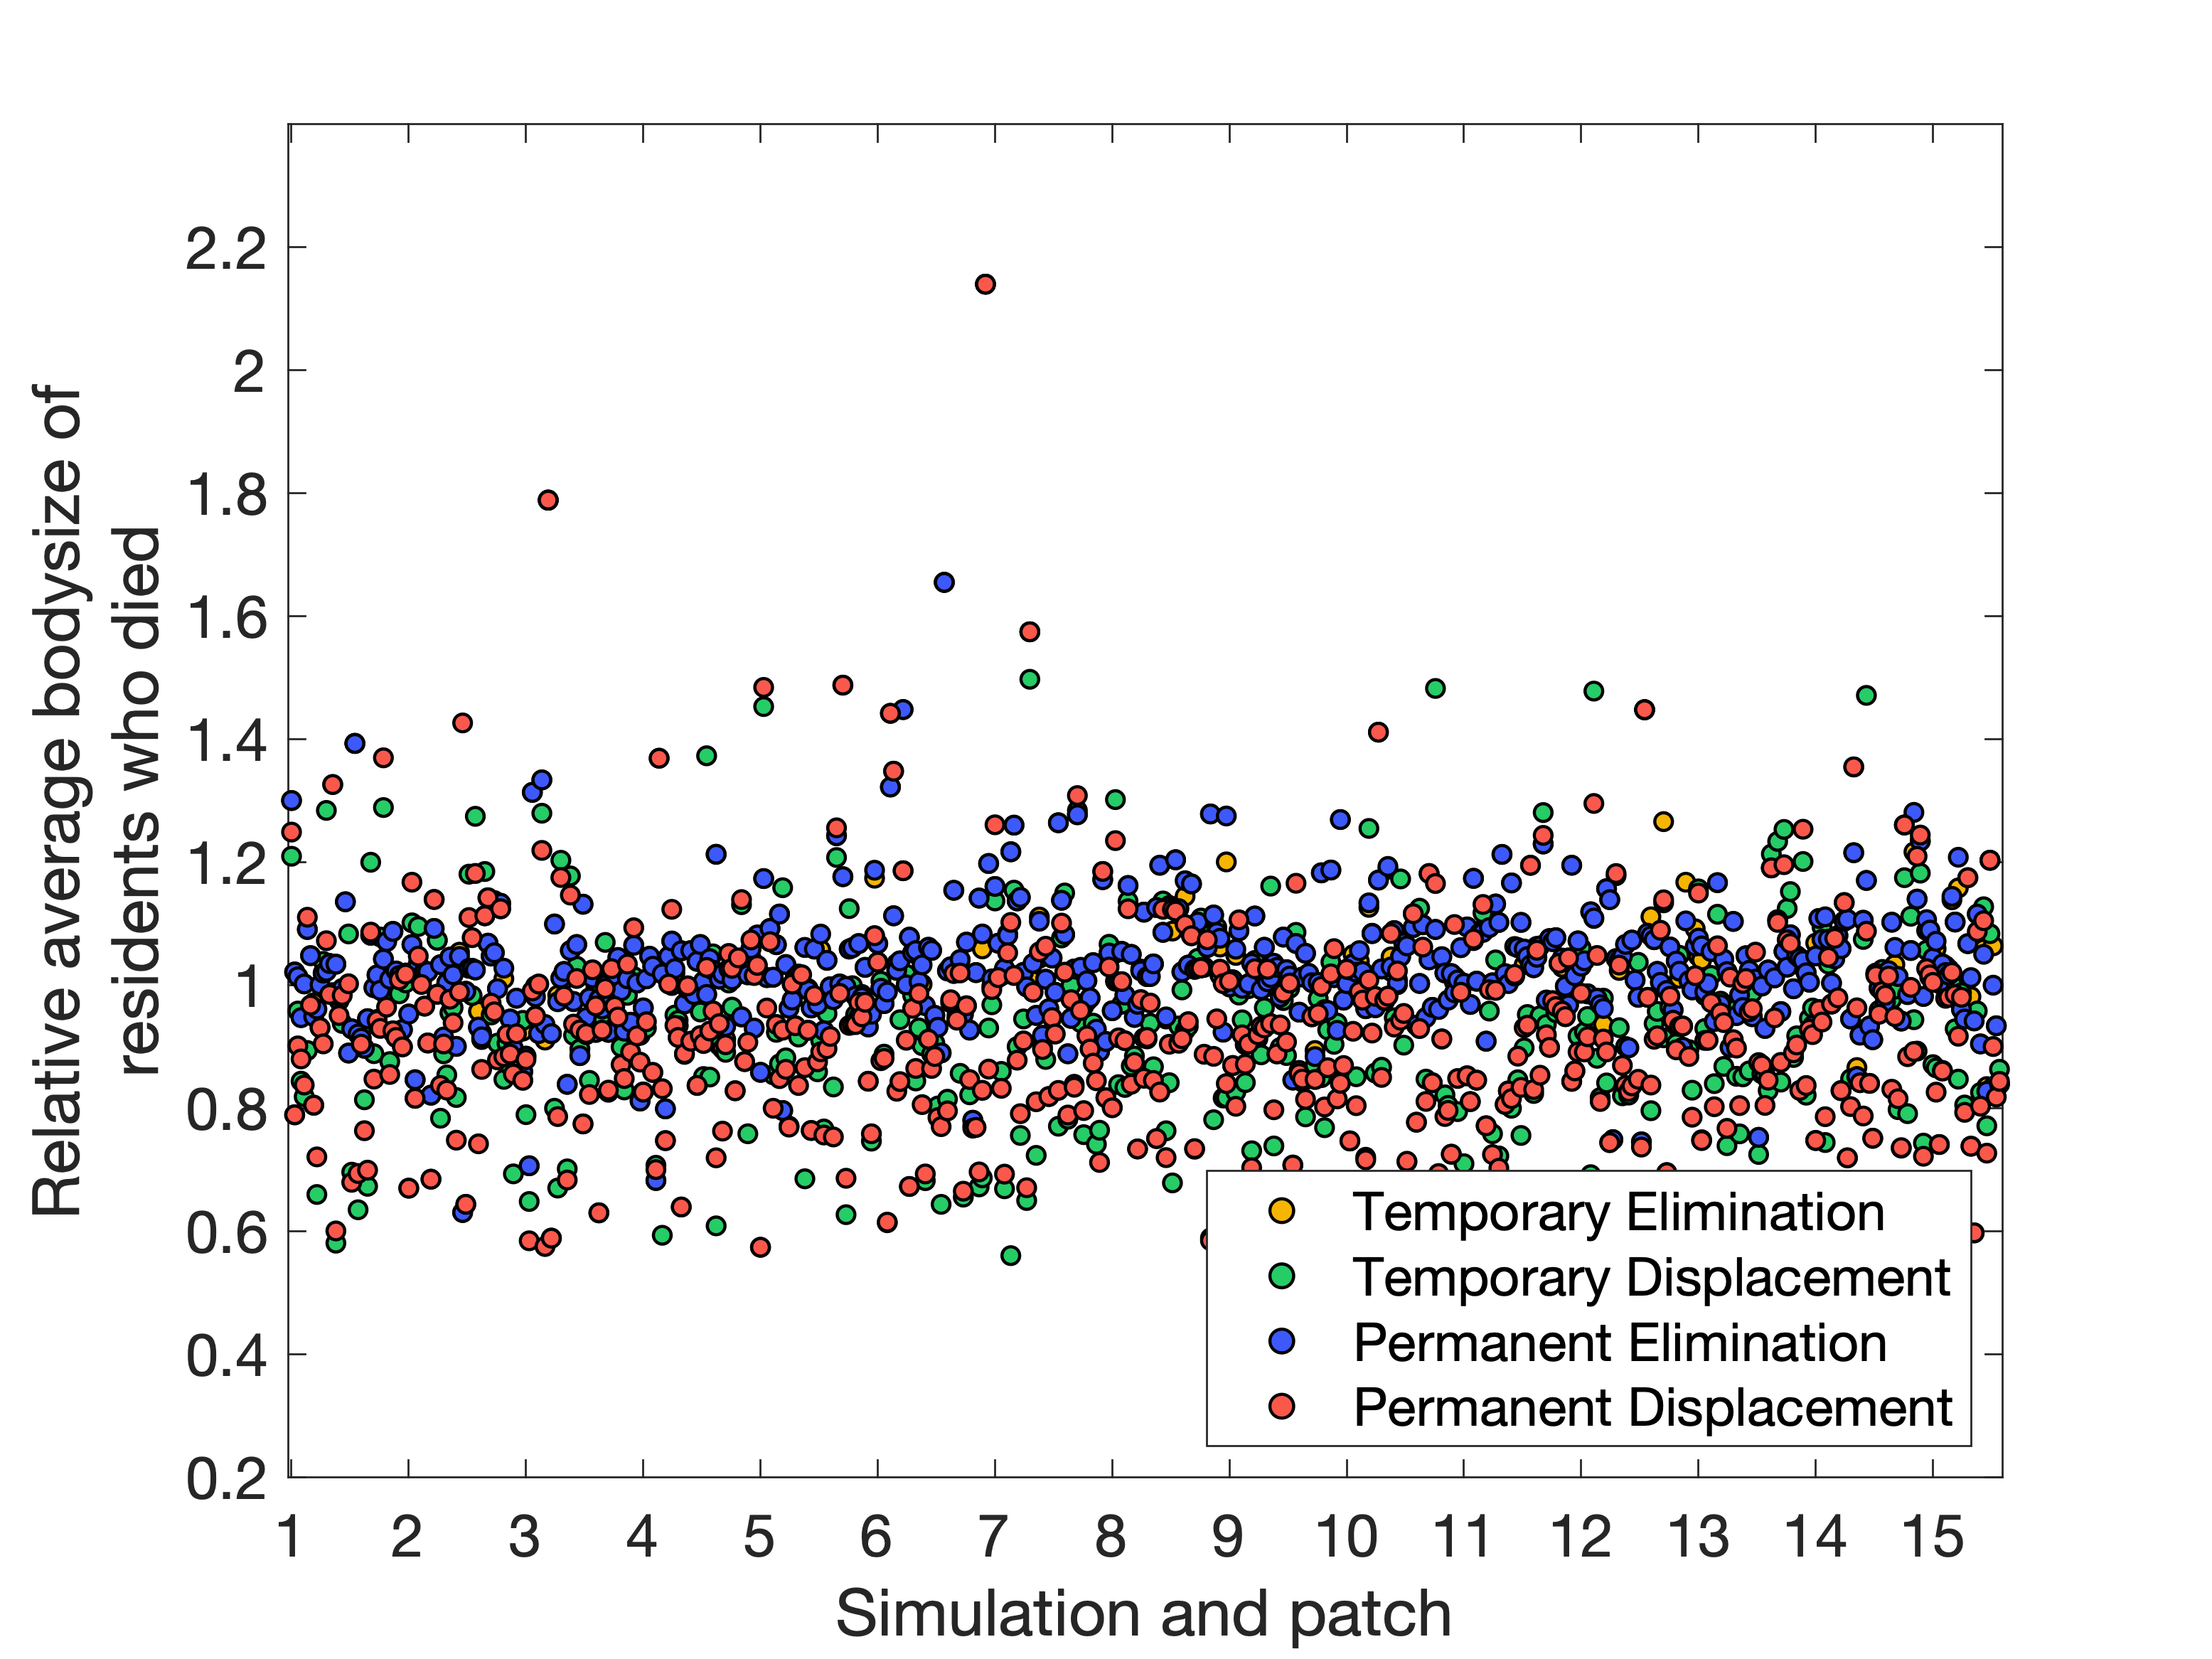 Relative average bodysize of
residents who died
2.2
2
1.8
1.6
1.4
1.2
1
0.8
0.6
0.4
0.2
1 2 3 4 5 6 7 8 9 10 11 12 13 14 15
Simulation and patch
Temporary Elimination
Temporary Displacement
Permanent Elimination
Permanent Displacement